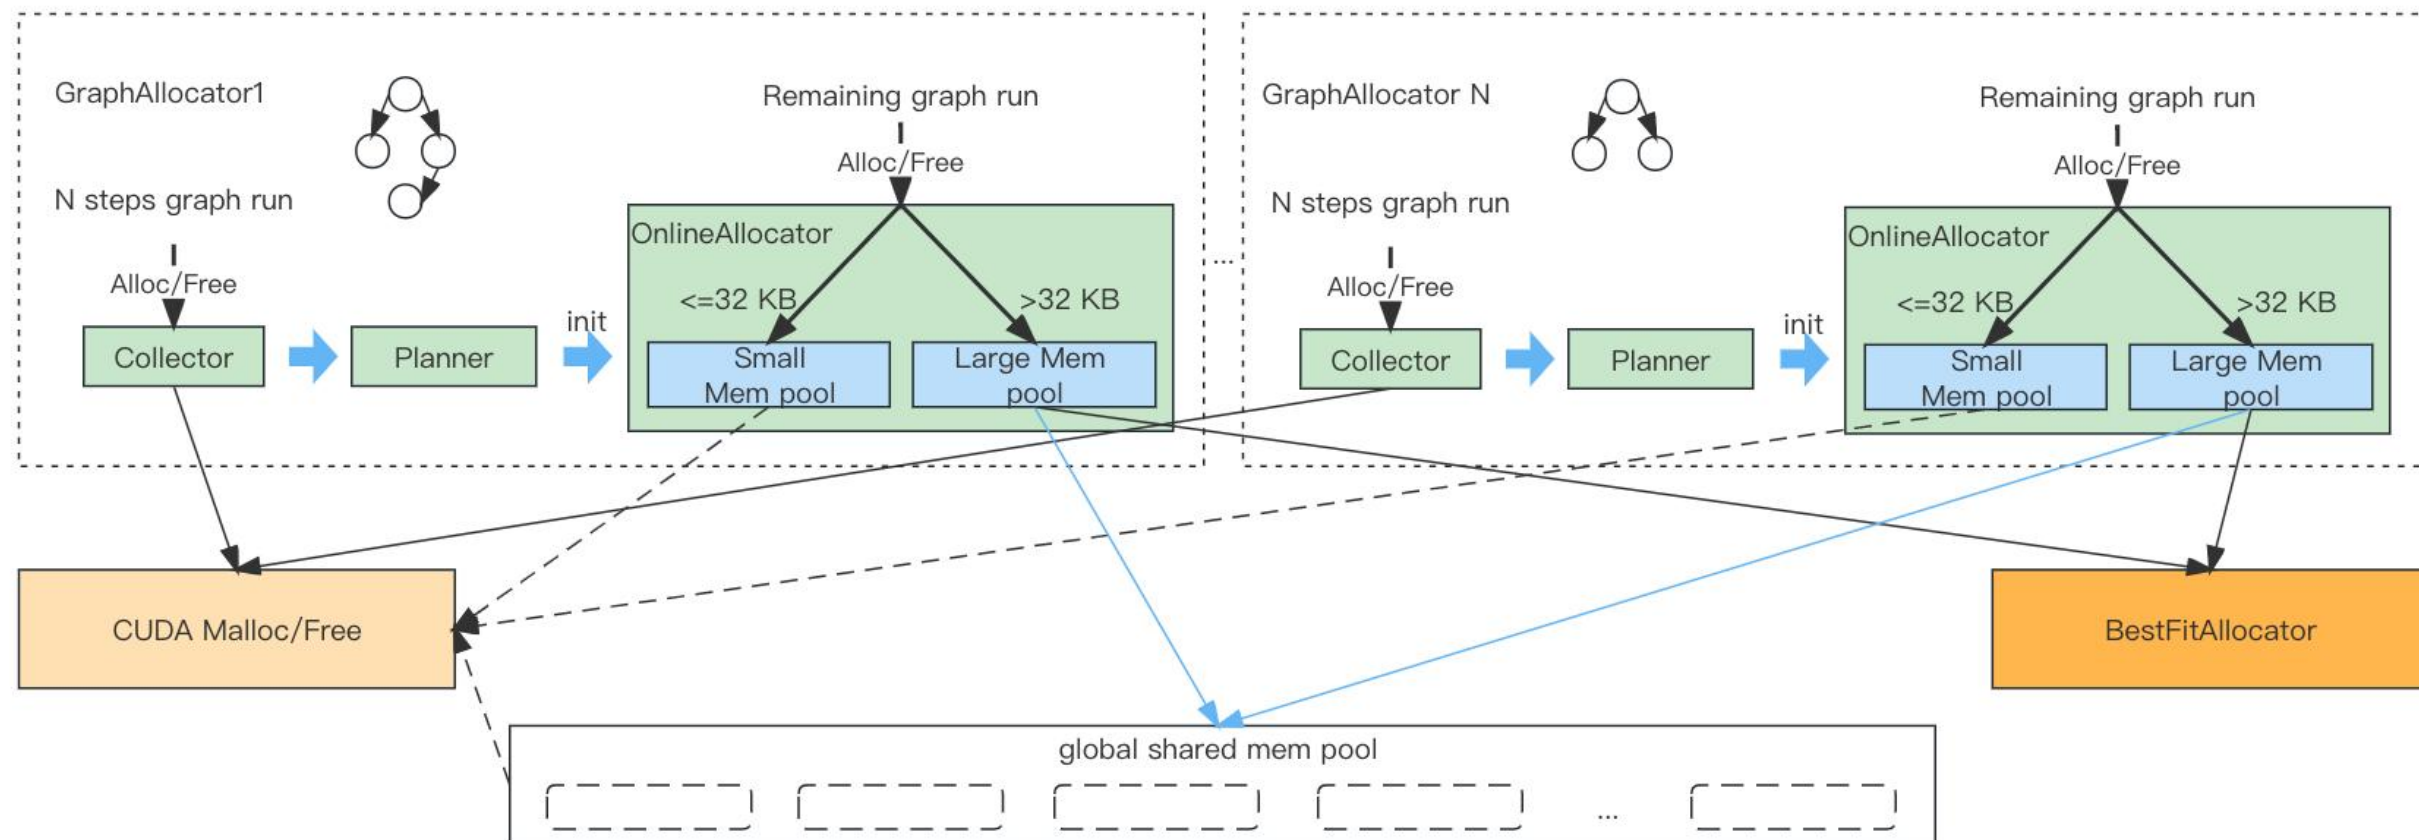 GraphAllocator1
Remaining graph run
Alloc/Free
N steps graph run
Alloc/Free
OnlineAllocator
<=32 KB
>32 KB
init
Collector
Planner
Small
Mem pool
Large Mem
pool
...
GraphAllocator N
Remaining graph run
Alloc/Free
N steps graph run
Alloc/Free
OnlineAllocator
<=32 KB
>32 KB
init
Collector
Planner
Small
Mem pool
Large Mem
pool
CUDA Malloc/Free
BestFitAllocator
global shared mem pool
...